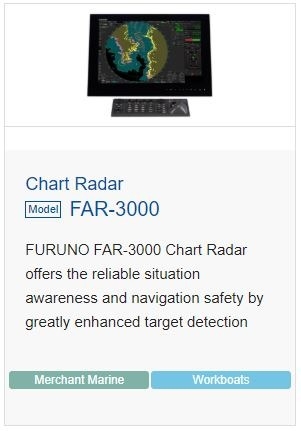 Chart Radar
Model FAR-3000
FURUNO FAR-3000 Chart Radar
offers the reliable situation
awareness and navigation safety by
greatly enhanced target detection
Merchant Marine Workboats